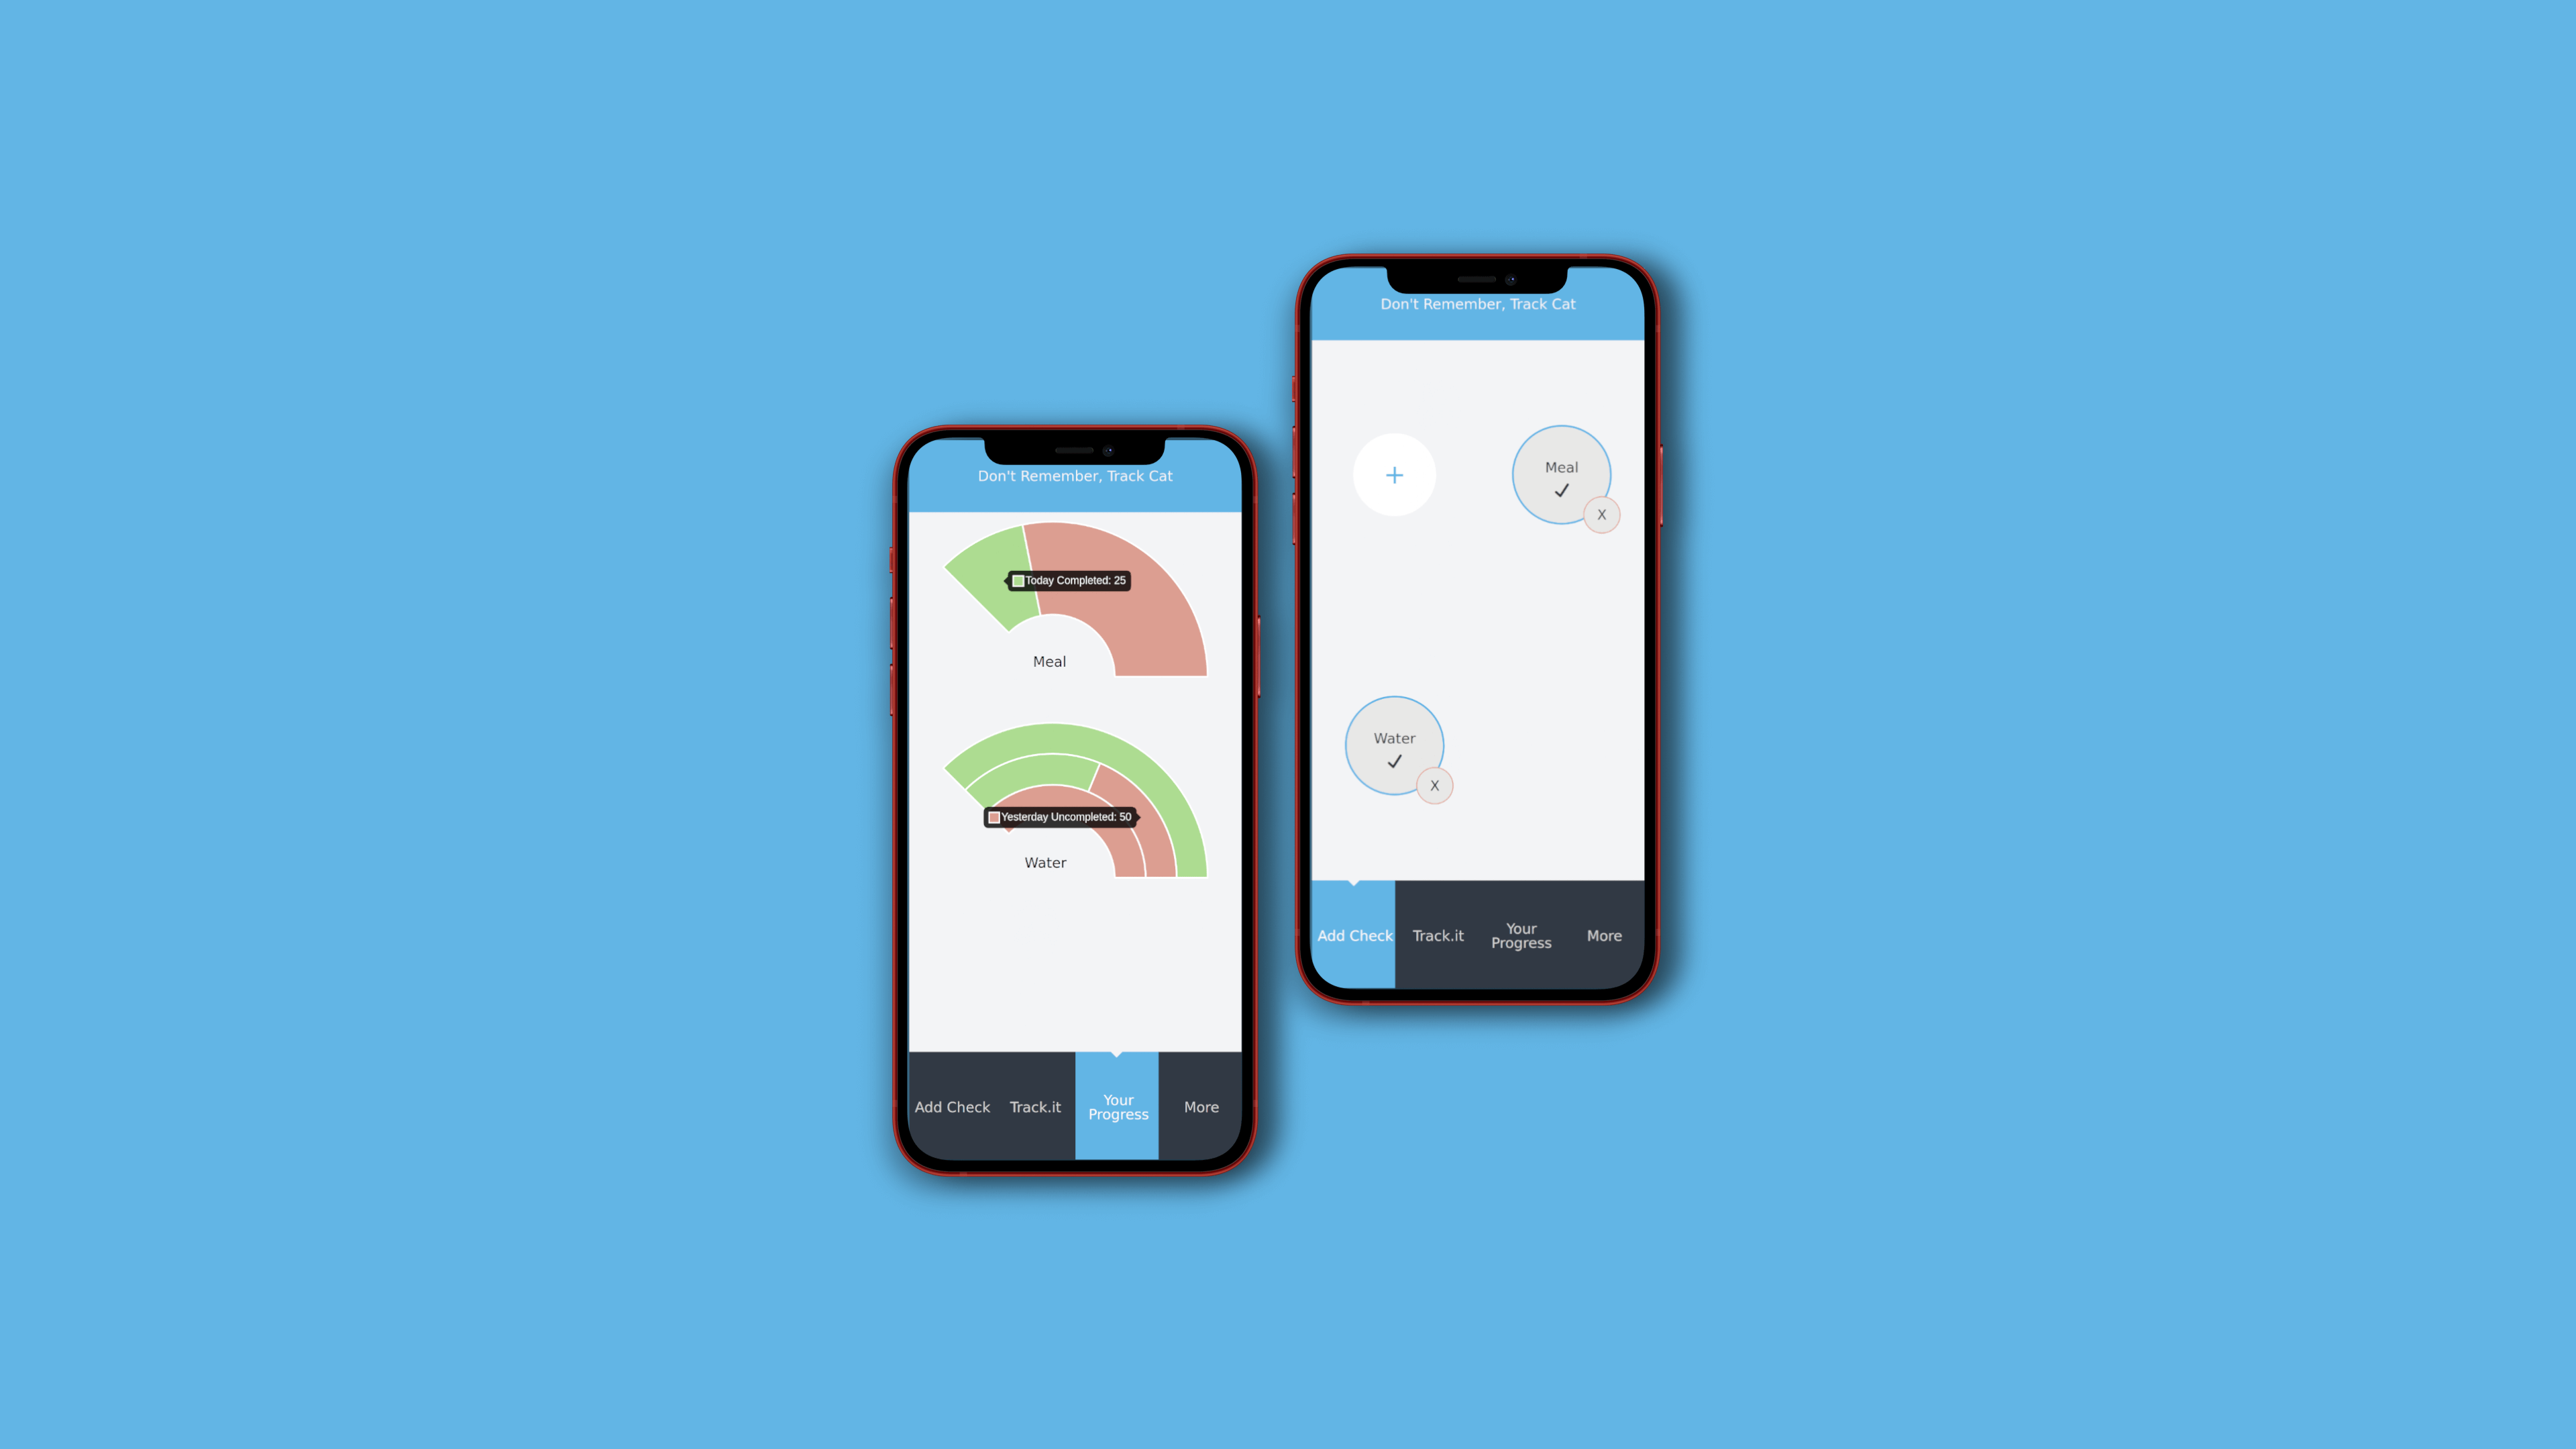 Don't Remember, Track Cat
Today Completed: 25
Meal
Yesterday Uncompleted: 50
Water
Add Check
Track.it
Your
Progress
More
Don't Remember, Track Cat
+
Meal
✓
X
Water
✓
X
Add Check
Track.it
Your
Progress
More